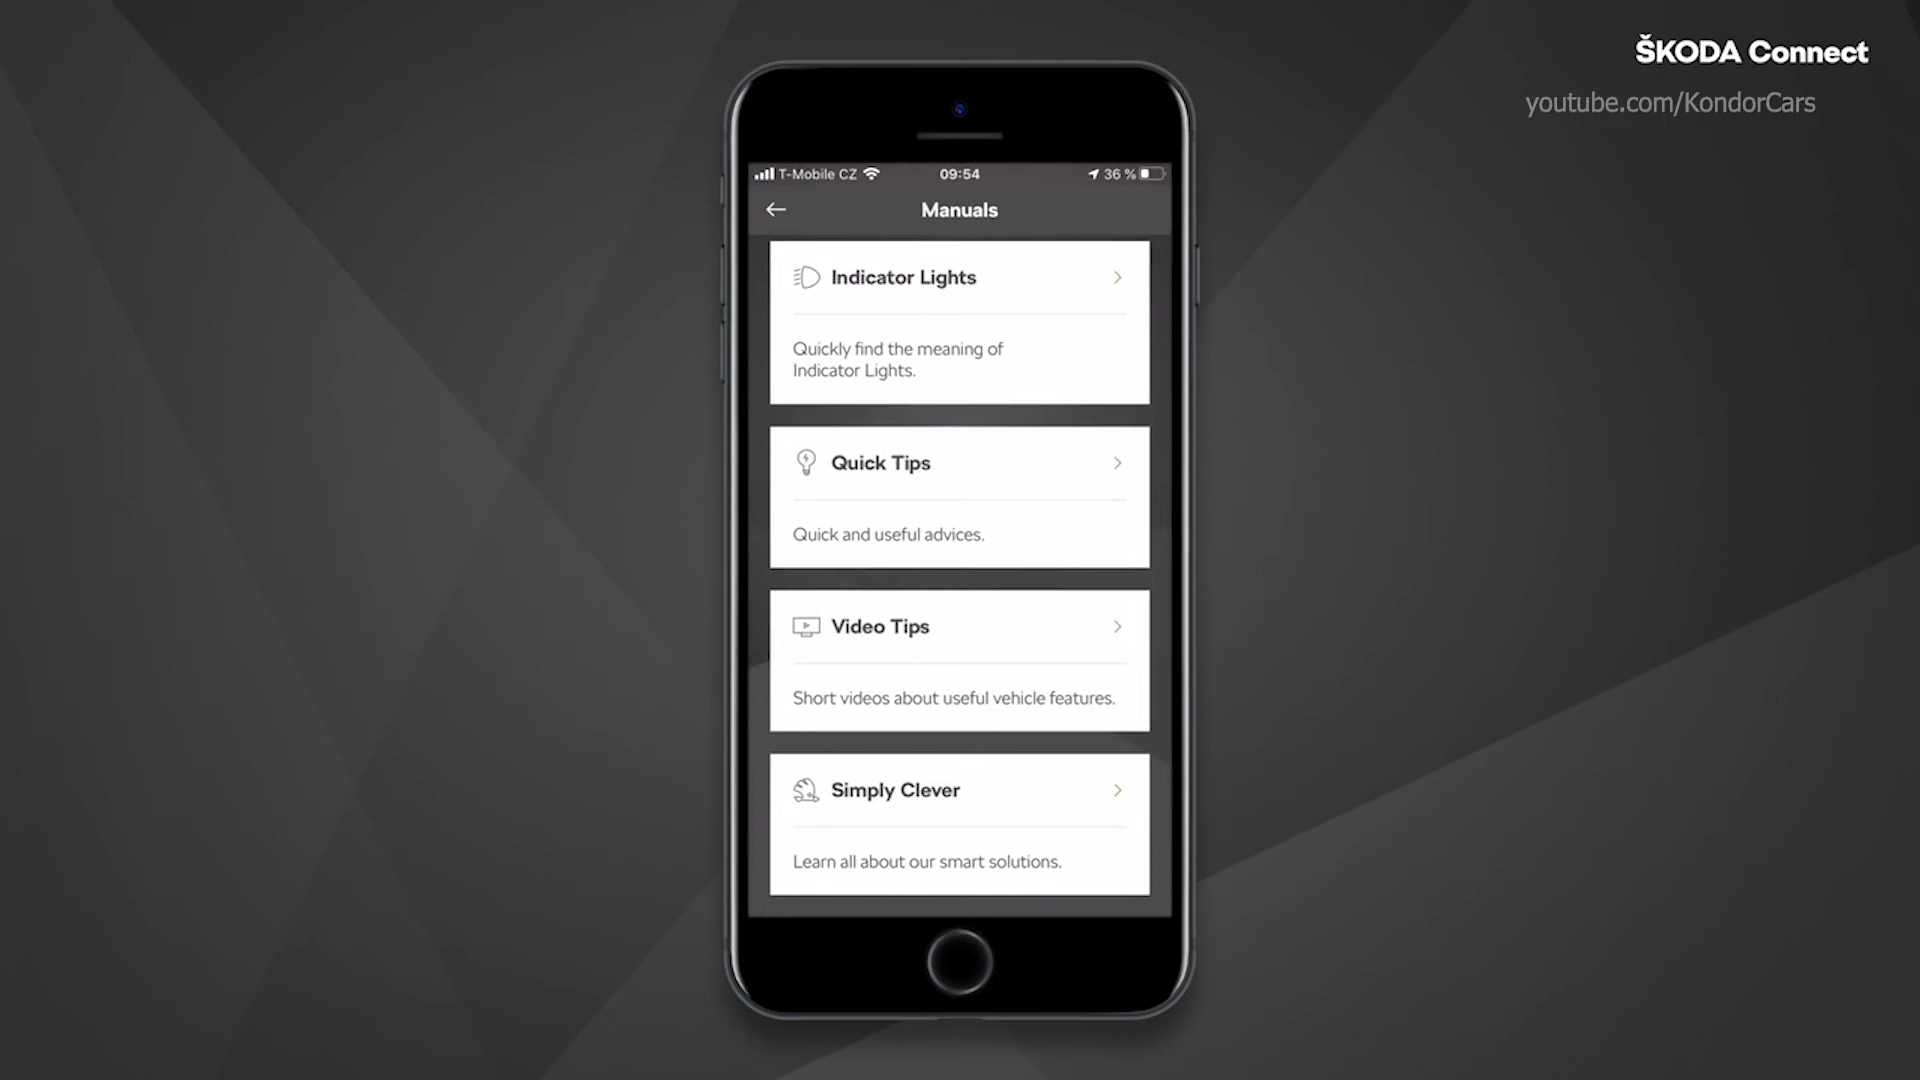 ŠKODA Connect
youtube.com/KondorCars
T-Mobile CZ 09:54 36 %
Manuals
Indicator Lights
Quickly find the meaning of
Indicator Lights.
Quick Tips
Quick and useful advices.
Video Tips
Short videos about useful vehicle features.
Simply Clever
Learn all about our smart solutions.